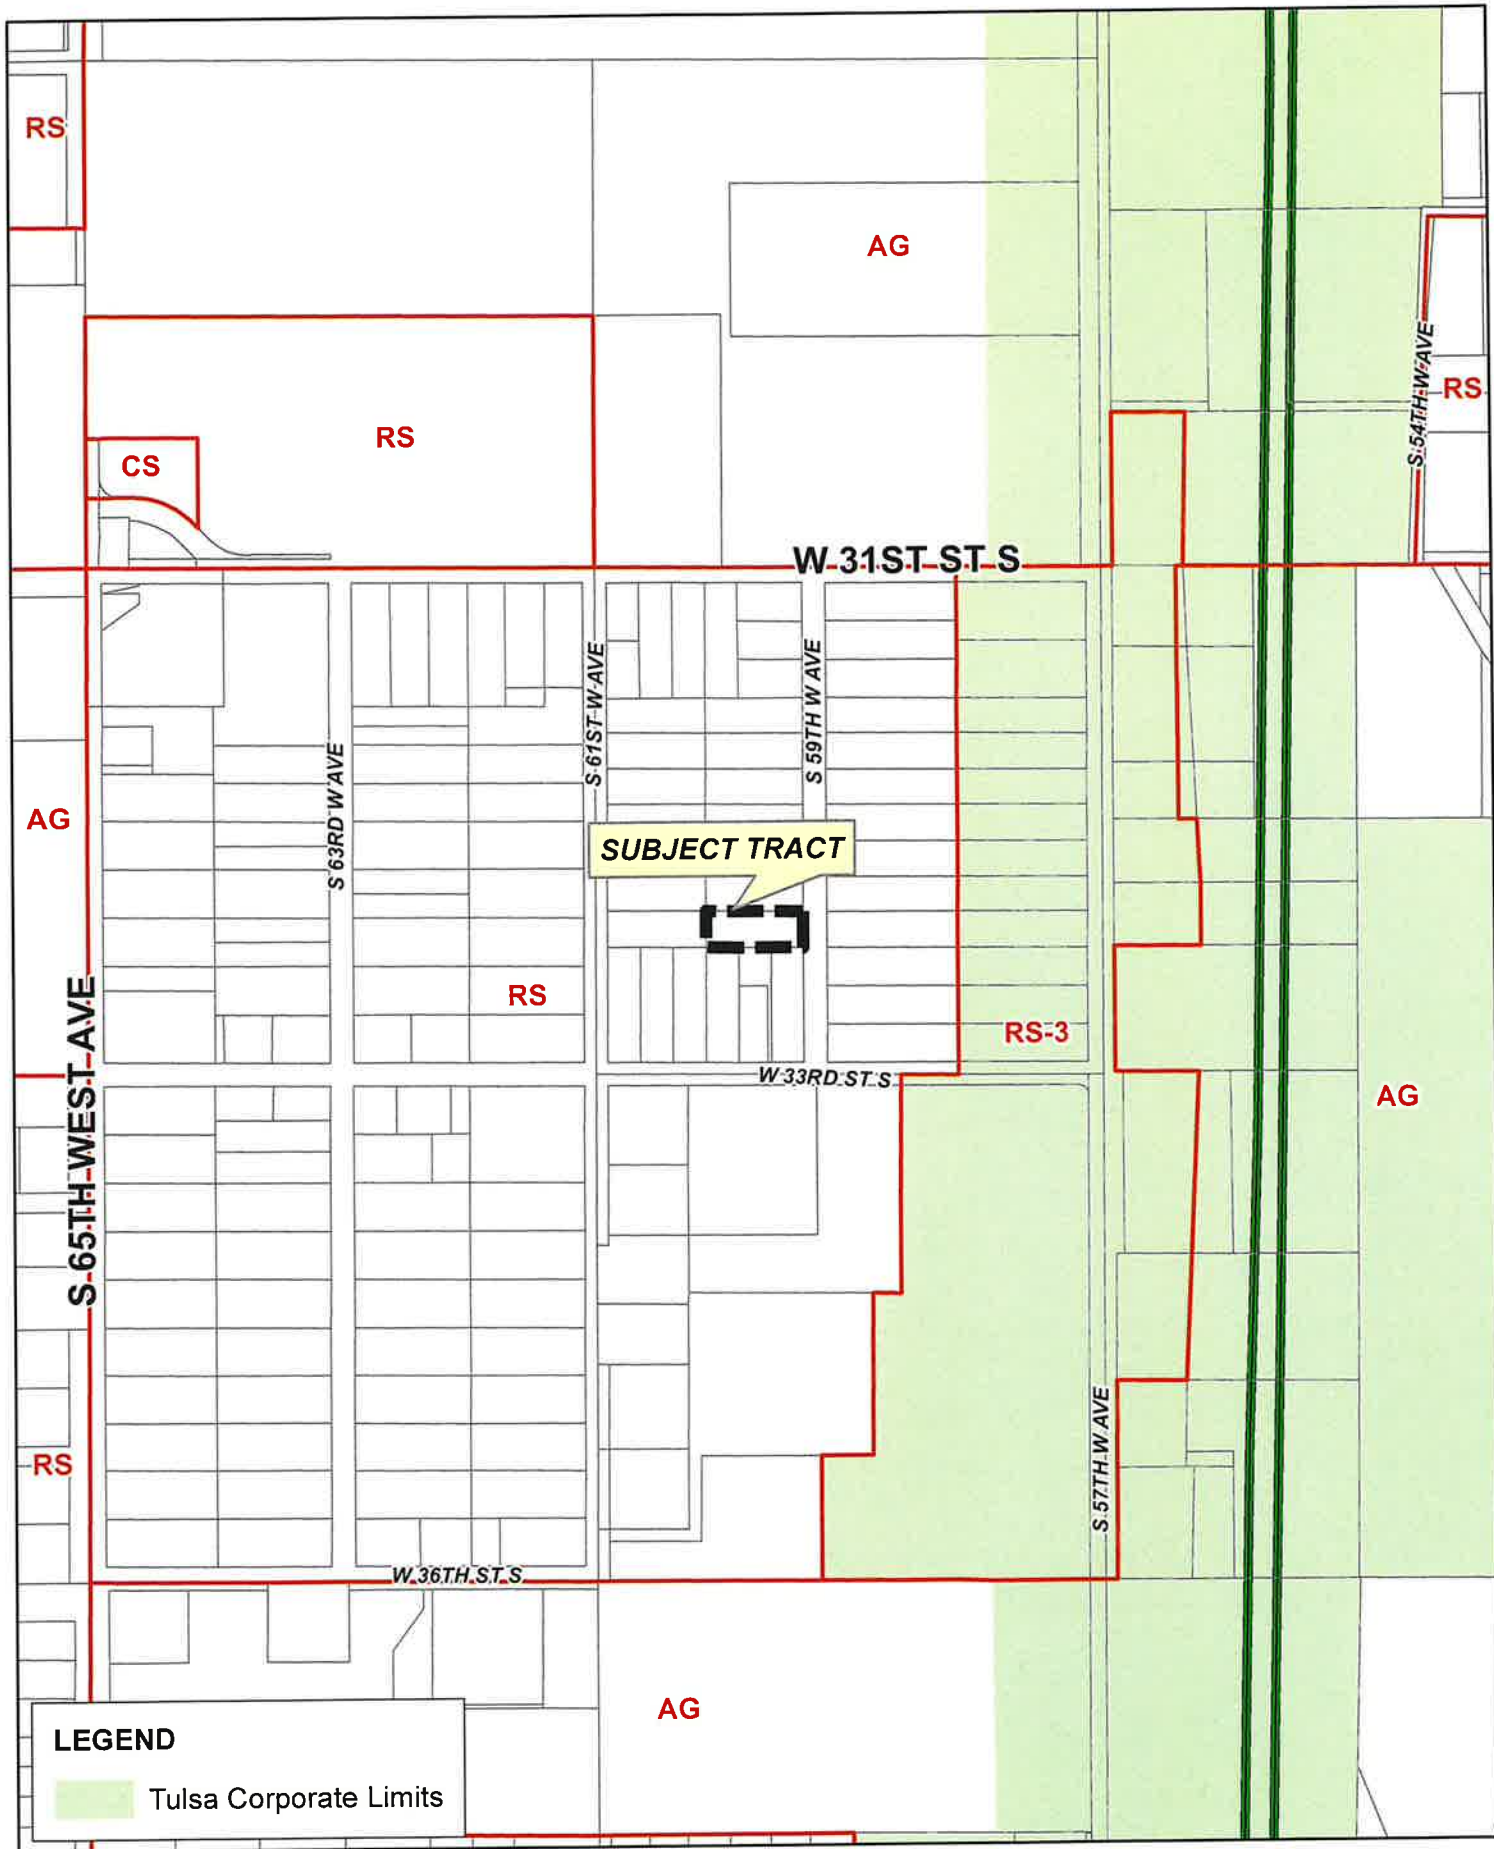 RS
AG
RS
S 54TH W AVE
RS
CS
W 31ST ST S
S 61ST W AVE
S 59TH W AVE
S 63RD W AVE
AG
SUBJECT TRACT
RS
RS-3
S 65TH WEST AVE
W 33RD ST S
AG
S 57TH W AVE
RS
W 36TH ST S
AG
LEGEND
Tulsa Corporate Limits